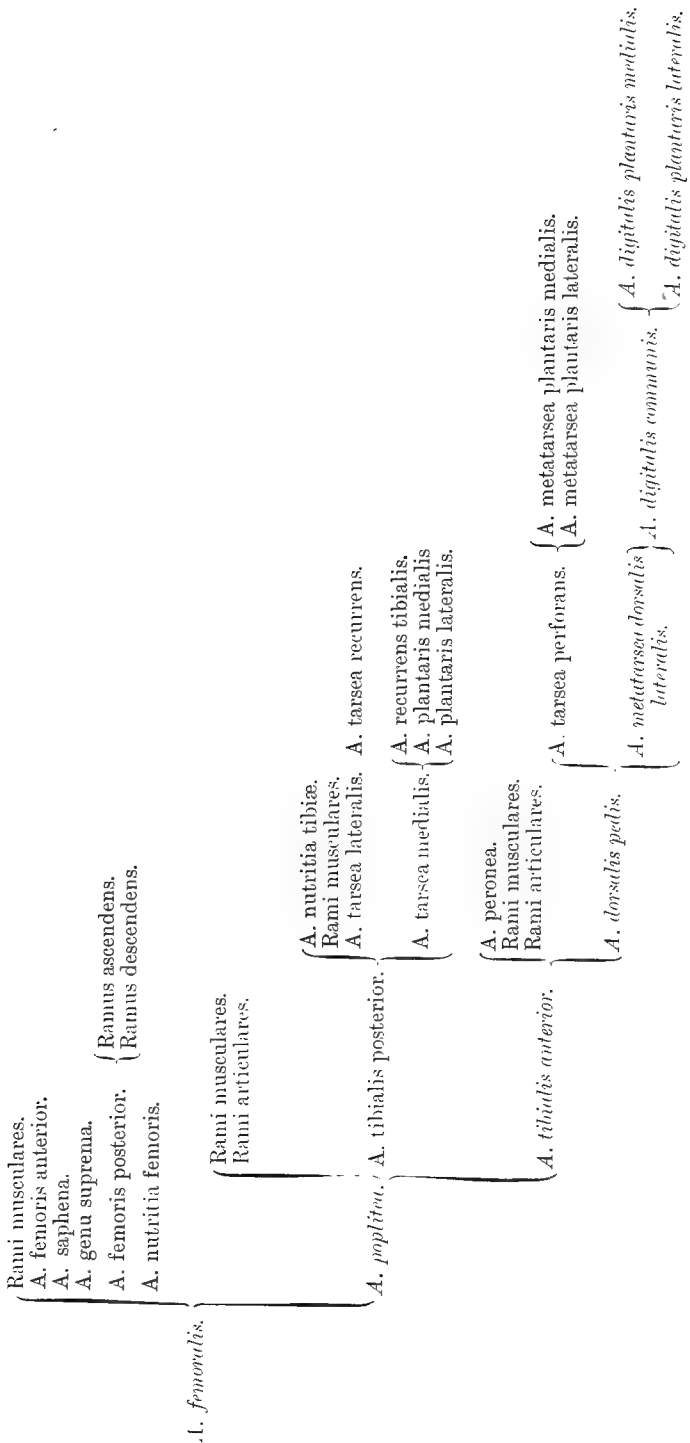 Rami musculares.
A. femoris anterior.
A. saphena.
A. genu suprema.
A. femoris posterior. { Ramus ascendens.
Ramus descendens.
A. nutritia femoris.
A. femoralis.
Rami musculares.
Rami articulares.
A. poplitea.
A. tibialis posterior.
A. nutritia tibiæ.
Rami musculares.
A. tarsea lateralis. A. tarsea recurrens.
A. tarsea medialis. { A. recurrens tibialis.
A. plantaris medialis
A. plantaris lateralis.
A. tibialis anterior.
A. peronea.
Rami musculares.
Rami articulares.
A. dorsalis pedis.
A. tarsea perforans. { A. metatarsea plantaris medialis.
A. metatarsea plantaris lateralis.
A. metatarsea dorsalis
lateralis.
} A. digitalis communis. { A. digitalis plantaris medialis.
A. digitalis plantaris lateralis.